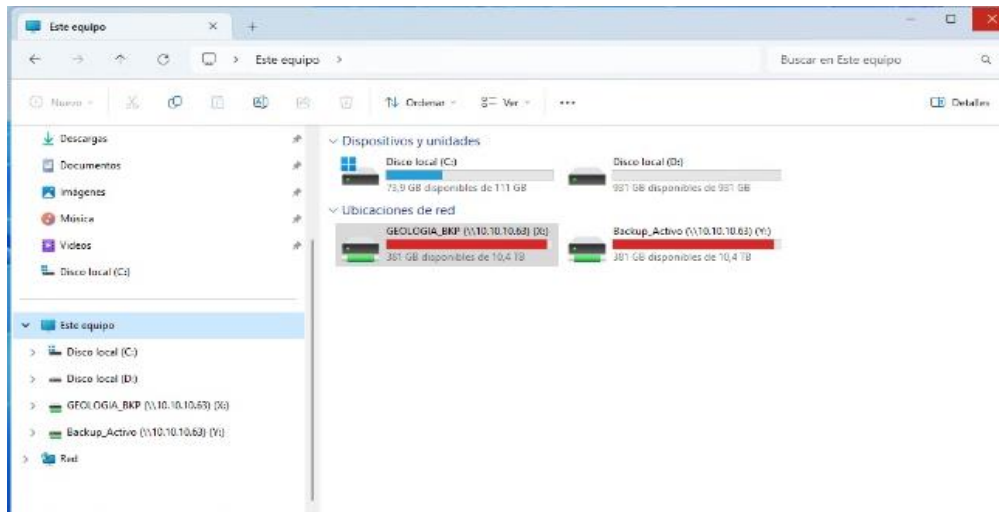 Este equipo
Este equipo
Buscar en Este equipo
Nuevo
Ordenar
Ver
Detalles
Descargas
Documentos
Imágenes
Música
Videos
Disco local (C:)
Este equipo
Disco local (C:)
Disco local (D:)
GEOLOGIA_BKP (\\10.10.10.63) (X:)
Backup_Activo (\\10.10.10.63) (Y:)
Red
Dispositivos y unidades
Disco local (C:)
73,9 GB disponibles de 111 GB
Disco local (D:)
931 GB disponibles de 931 GB
Ubicaciones de red
GEOLOGIA_BKP (\\10.10.10.63) (X:)
381 GB disponibles de 10,4 TB
Backup_Activo (\\10.10.10.63) (Y:)
381 GB disponibles de 10,4 TB